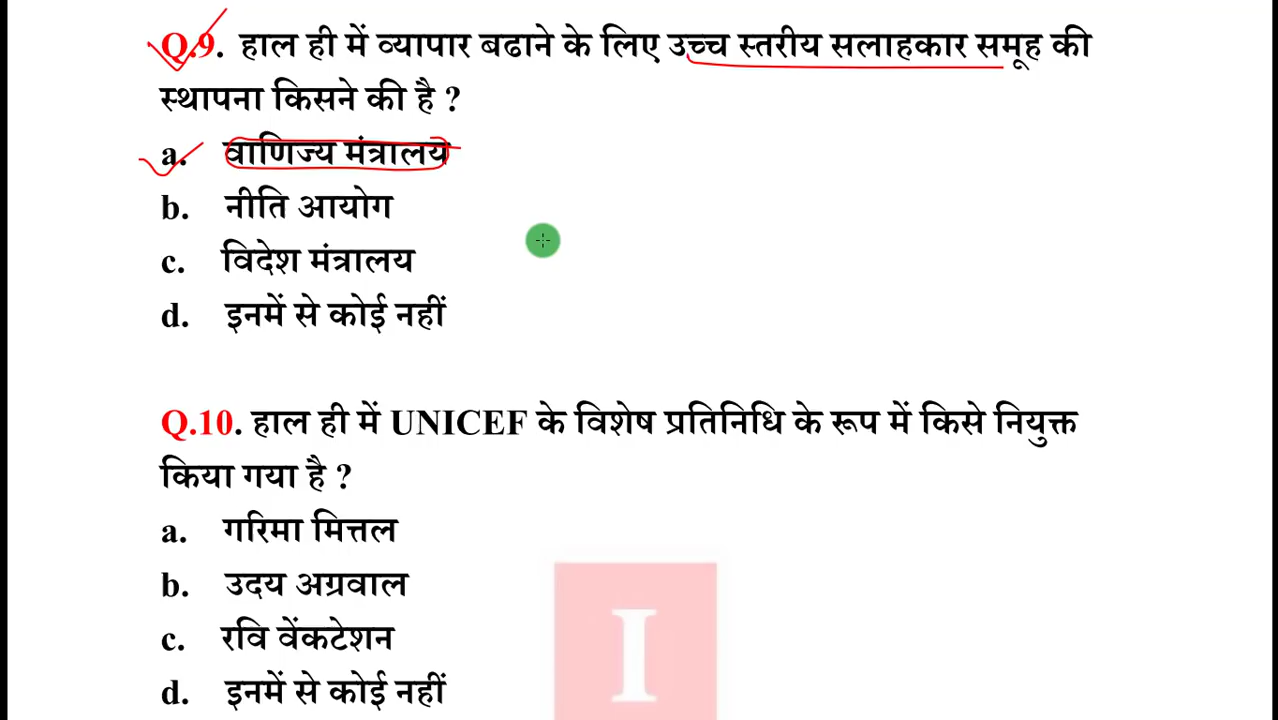 Q.9. हाल ही में व्यापार बढाने के लिए उच्च स्तरीय सलाहकार समूह की
स्थापना किसने की है ?
a. वाणिज्य मंत्रालय
b. नीति आयोग
c. विदेश मंत्रालय
d. इनमें से कोई नहीं
Q.10. हाल ही में UNICEF के विशेष प्रतिनिधि के रूप में किसे नियुक्त
किया गया है ?
a. गरिमा मित्तल
b. उदय अग्रवाल
c. रवि वेंकटेशन
d. इनमें से कोई नहीं
I